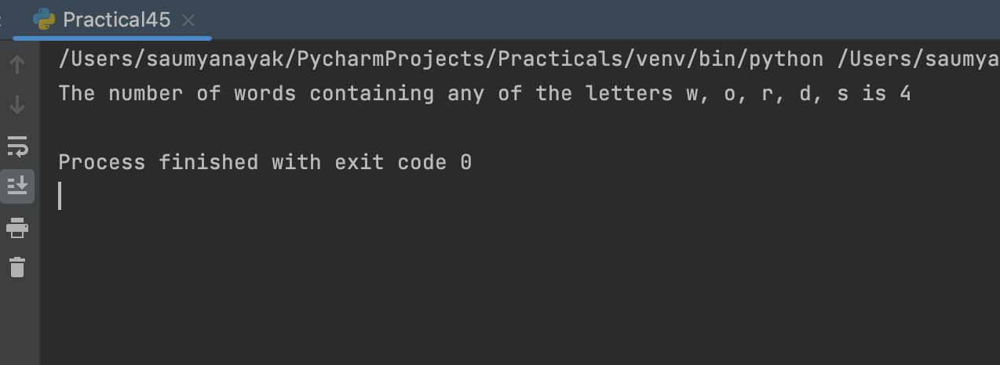 Practical45
/Users/saumyanayak/PycharmProjects/Practicals/venv/bin/python /Users/saumya
The number of words containing any of the letters w, o, r, d, s is 4
Process finished with exit code 0